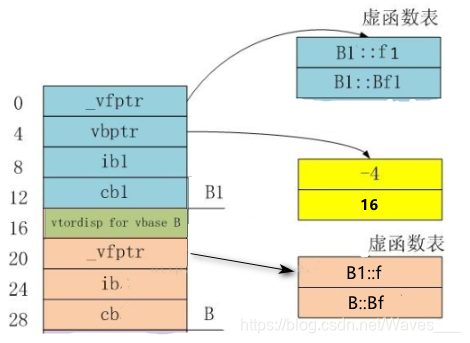 虚函数表
B1::f1
B1::Bf1
0 _vfptr
4 vbptr
8 ib1
12 cb1 B1
-4
16
16 vtordisp for vbase B
虚函数表
20 _vfptr
B1::f
24 ib
B::Bf
28 cb B
https://blog.csdn.net/Waves___